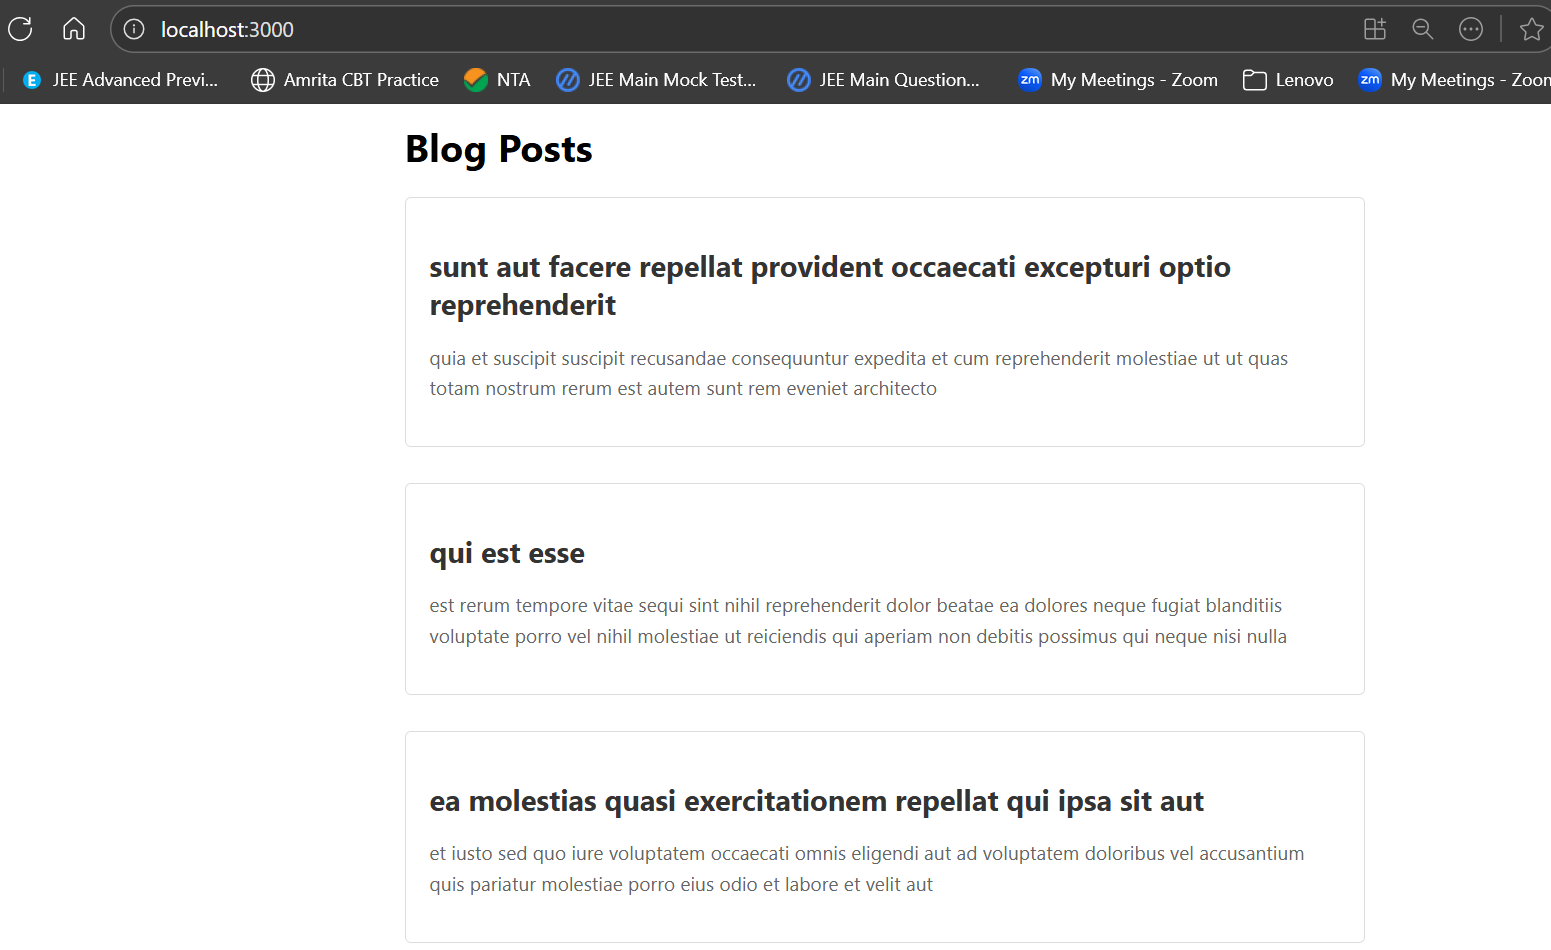 localhost:3000
JEE Advanced Previ... Amrita CBT Practice NTA JEE Main Mock Test... JEE Main Question... zm My Meetings - Zoom Lenovo zm My Meetings - Zoom
Blog Posts
sunt aut facere repellat provident occaecati excepturi optio
reprehenderit
quia et suscipit suscipit recusandae consequuntur expedita et cum reprehenderit molestiae ut ut quas
totam nostrum rerum est autem sunt rem eveniet architecto
qui est esse
est rerum tempore vitae sequi sint nihil reprehenderit dolor beatae ea dolores neque fugiat blanditiis
voluptate porro vel nihil molestiae ut reiciendis qui aperiam non debitis possimus qui neque nisi nulla
ea molestias quasi exercitationem repellat qui ipsa sit aut
et iusto sed quo iure voluptatem occaecati omnis eligendi aut ad voluptatem doloribus vel accusantium
quis pariatur molestiae porro eius odio et labore et velit aut